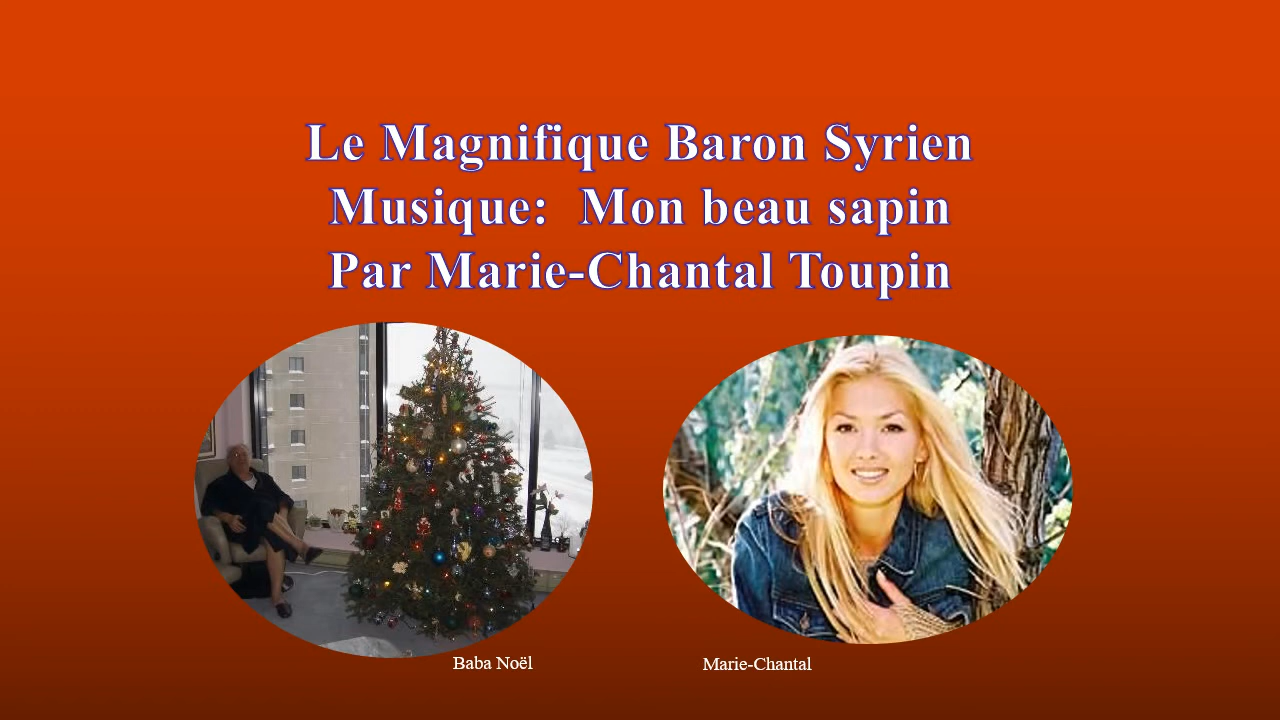 Le Magnifique Baron Syrien
Musique:  Mon beau sapin
Par Marie-Chantal Toupin
Baba Noël
Marie-Chantal